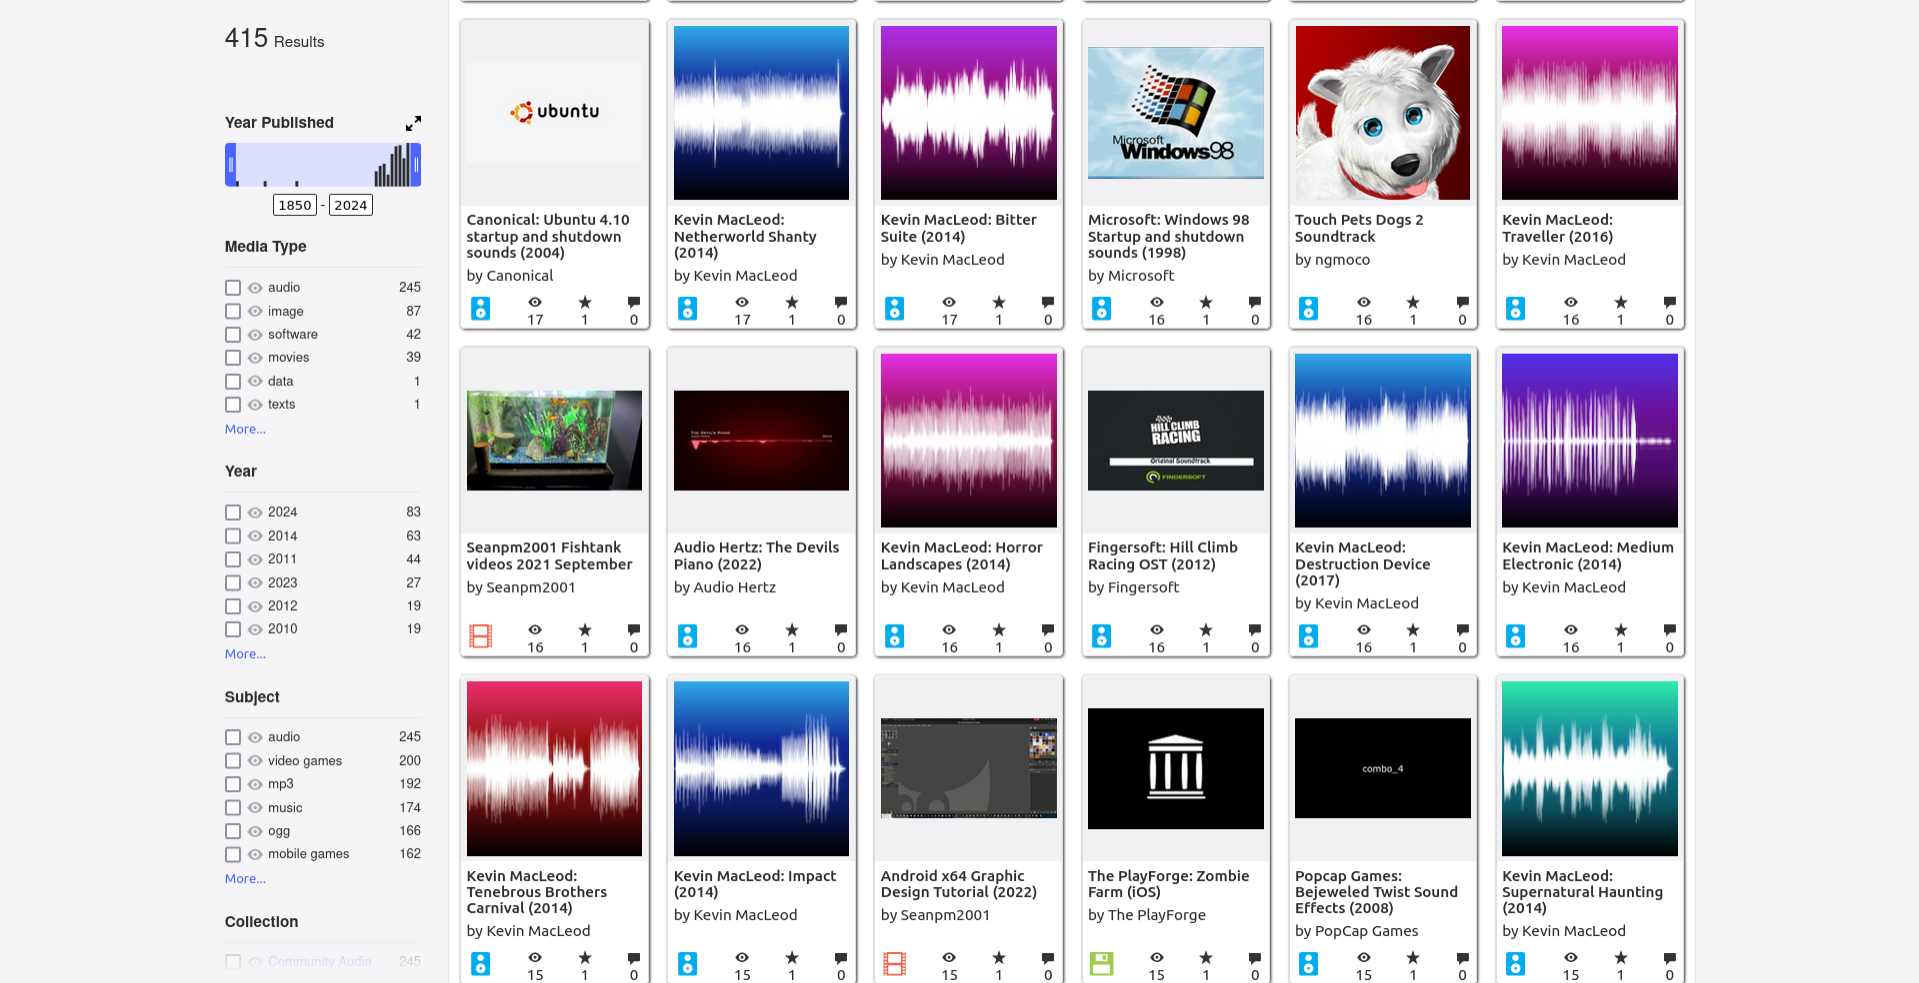 415 Results
Year Published
1850 - 2024
Media Type
audio 245
image 87
software 42
movies 39
data 1
texts 1
More...
Year
2024 83
2014 63
2011 44
2023 27
2012 19
2010 19
More...
Subject
audio 245
video games 200
mp3 192
music 174
ogg 166
mobile games 162
More...
Collection
Community Audio 245
ubuntu
Canonical: Ubuntu 4.10
startup and shutdown
sounds (2004)
by Canonical
17 1 0
Kevin MacLeod:
Netherworld Shanty
(2014)
by Kevin MacLeod
17 1 0
Kevin MacLeod: Bitter
Suite (2014)
by Kevin MacLeod
17 1 0
Microsoft
Windows98
Microsoft: Windows 98
Startup and shutdown
sounds (1998)
by Microsoft
16 1 0
Touch Pets Dogs 2
Soundtrack
by ngmoco
16 1 0
Kevin MacLeod:
Traveller (2016)
by Kevin MacLeod
16 1 0
Seanpm2001 Fishtank
videos 2021 September
by Seanpm2001
16 1 0
The Devil's Piano
Audio Hertz: The Devils
Piano (2022)
by Audio Hertz
16 1 0
Kevin MacLeod: Horror
Landscapes (2014)
by Kevin MacLeod
16 1 0
HILL CLIMB
RACING
Original Soundtrack
FINGERSOFT
Fingersoft: Hill Climb
Racing OST (2012)
by Fingersoft
16 1 0
Kevin MacLeod:
Destruction Device
(2017)
by Kevin MacLeod
16 1 0
Kevin MacLeod: Medium
Electronic (2014)
by Kevin MacLeod
16 1 0
Kevin MacLeod:
Tenebrous Brothers
Carnival (2014)
by Kevin MacLeod
15 1 0
Kevin MacLeod: Impact
(2014)
by Kevin MacLeod
15 1 0
Android x64 Graphic
Design Tutorial (2022)
by Seanpm2001
15 1 0
The PlayForge: Zombie
Farm (iOS)
by The PlayForge
15 1 0
combo_4
Popcap Games:
Bejeweled Twist Sound
Effects (2008)
by PopCap Games
15 1 0
Kevin MacLeod:
Supernatural Haunting
(2014)
by Kevin MacLeod
15 1 0